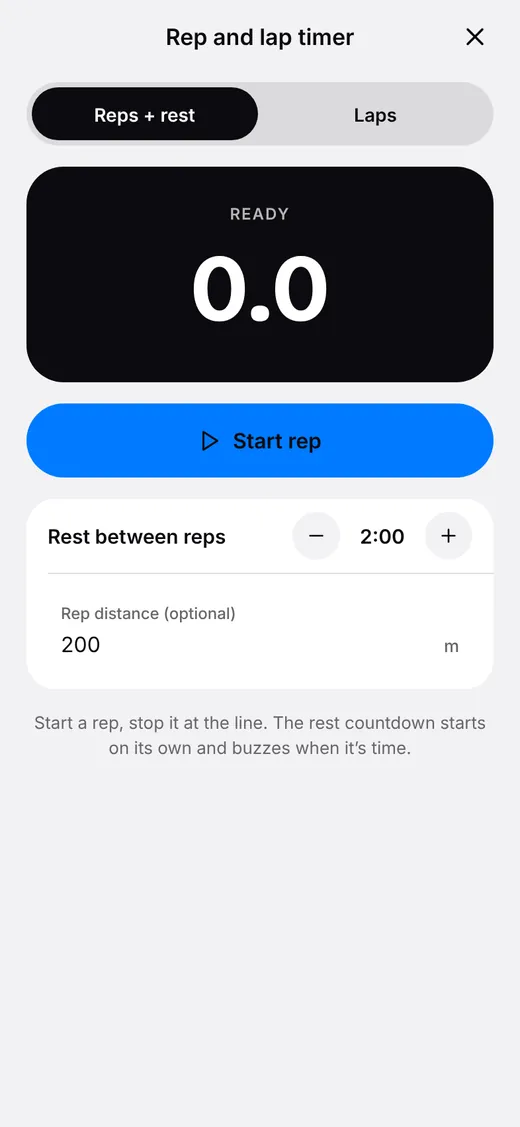 Rep and lap timer
Reps + rest
Laps
READY
0.0
Start rep
Rest between reps
2:00
Rep distance (optional)
200
m
Start a rep, stop it at the line. The rest countdown starts
on its own and buzzes when it’s time.